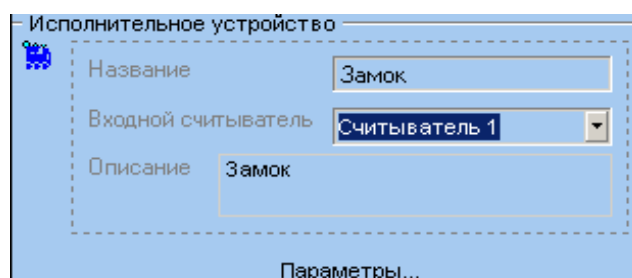 Исполнительное устройство
Название Замок
Входной считыватель Считыватель 1
Описание Замок
Параметры...